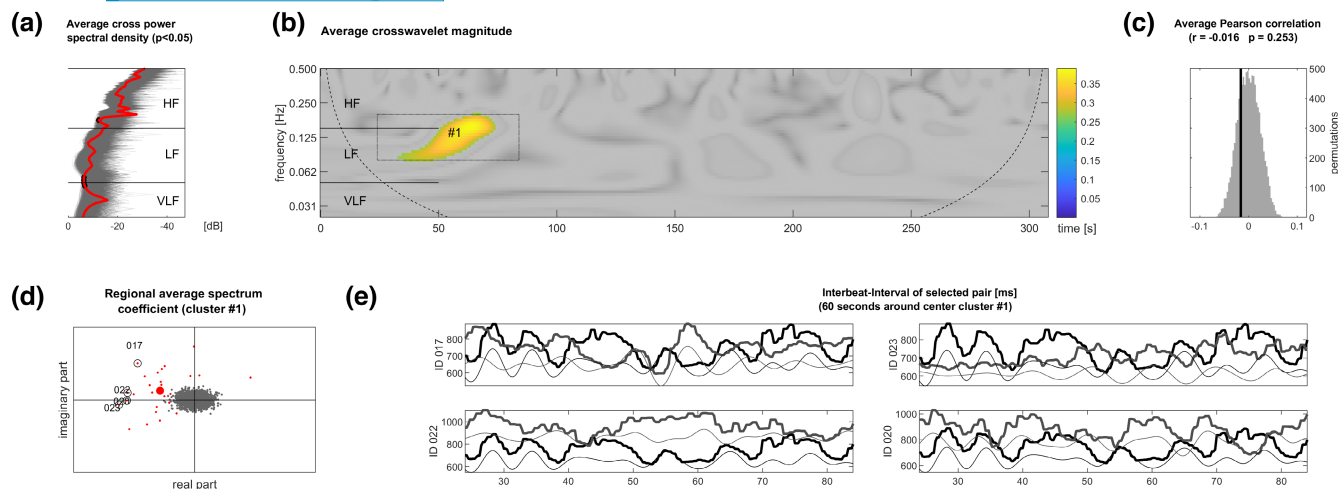 (a)
Average cross power
spectral density (p<0.05)
HF
LF
VLF
0
-20
-40
[dB]
(b)
Average crosswavelet magnitude
frequency [Hz]
0.500
0.250
0.125
0.062
0.031
HF
LF
VLF
#1
0
50
100
150
200
250
300
time [s]
0.35
0.3
0.25
0.2
0.15
0.1
0.05
(c)
Average Pearson correlation
(r = -0.016 p = 0.253)
500
400
300
200
100
0
permutations
-0.1
0
0.1
(d)
Regional average spectrum
coefficient (cluster #1)
imaginary part
017
022
023
real part
(e)
Interbeat-Interval of selected pair [ms]
(60 seconds around center cluster #1)
ID 017
800
700
600
ID 023
800
700
600
ID 022
1000
800
600
30
40
50
60
70
80
ID 020
1000
800
600
30
40
50
60
70
80